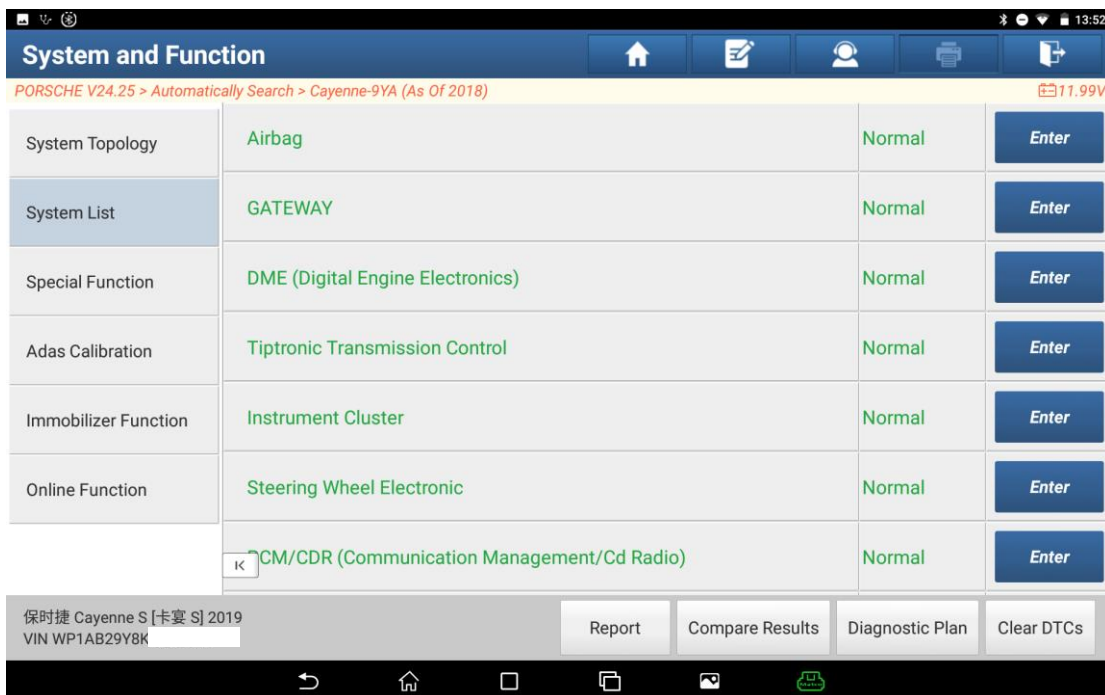 13:52
System and Function
PORSCHE V24.25 > Automatically Search > Cayenne-9YA (As Of 2018)
11.99V
System Topology
System List
Special Function
Adas Calibration
Immobilizer Function
Online Function
Airbag Normal Enter
GATEWAY Normal Enter
DME (Digital Engine Electronics) Normal Enter
Tiptronic Transmission Control Normal Enter
Instrument Cluster Normal Enter
Steering Wheel Electronic Normal Enter
PCM/CDR (Communication Management/Cd Radio) Normal Enter
保时捷 Cayenne S [卡宴 S] 2019
VIN WP1AB29Y8K
Report Compare Results Diagnostic Plan Clear DTCs